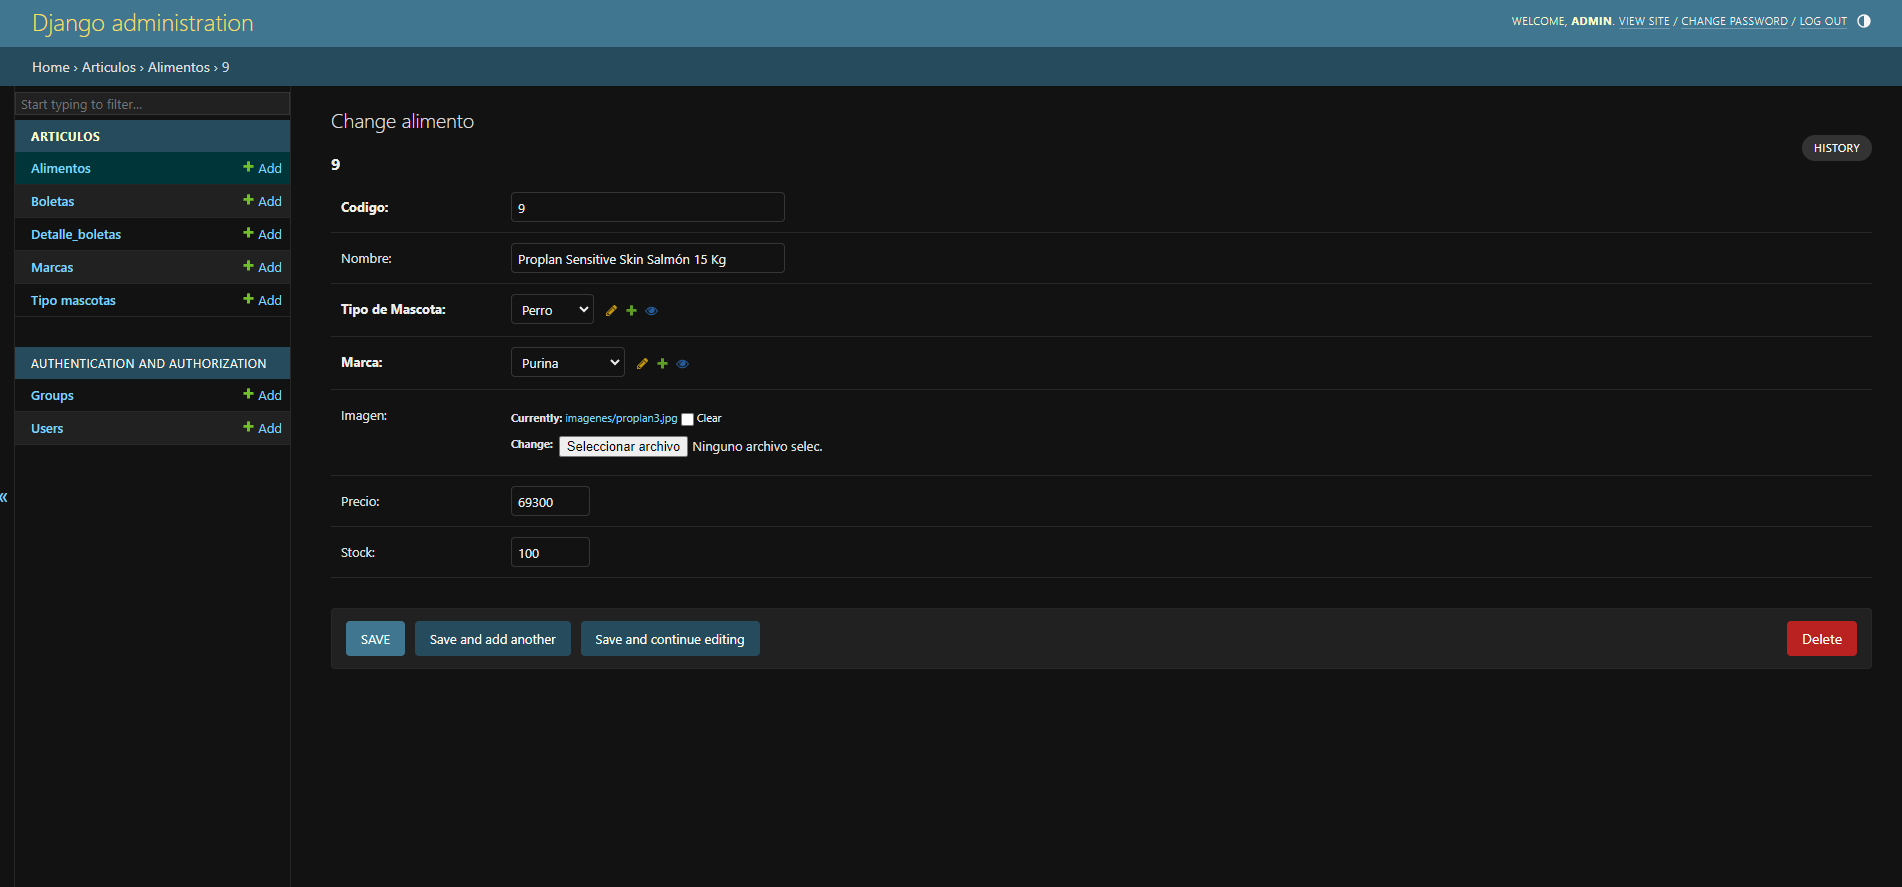 Django administration
WELCOME, ADMIN. VIEW SITE / CHANGE PASSWORD / LOG OUT
Home › Articulos › Alimentos › 9
Start typing to filter...
ARTICULOS
Alimentos Add
Boletas Add
Detalle_boletas Add
Marcas Add
Tipo mascotas Add
AUTHENTICATION AND AUTHORIZATION
Groups Add
Users Add
«
Change alimento
HISTORY
9
Codigo: 9
Nombre: Proplan Sensitive Skin Salmón 15 Kg
Tipo de Mascota: Perro
Marca: Purina
Imagen: Currently: imagenes/proplan3.jpg Clear
Change: Seleccionar archivo Ninguno archivo selec.
Precio: 69300
Stock: 100
SAVE Save and add another Save and continue editing Delete